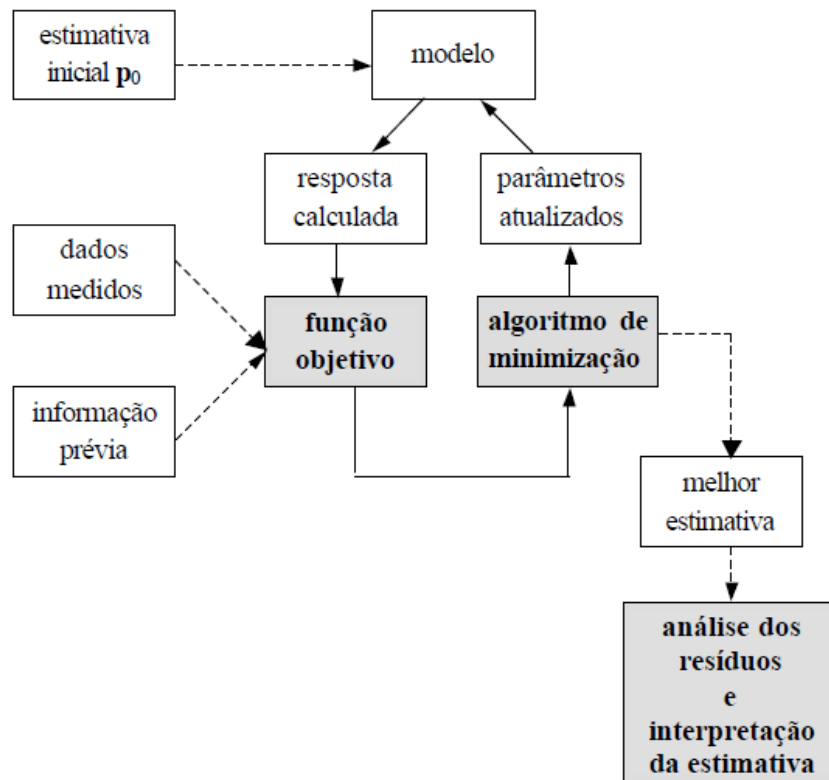 estimativa
inicial p₀
modelo
resposta
calculada
parâmetros
atualizados
dados
medidos
função
objetivo
algoritmo de
minimização
informação
prévia
melhor
estimativa
análise dos
resíduos
e
interpretação
da estimativa